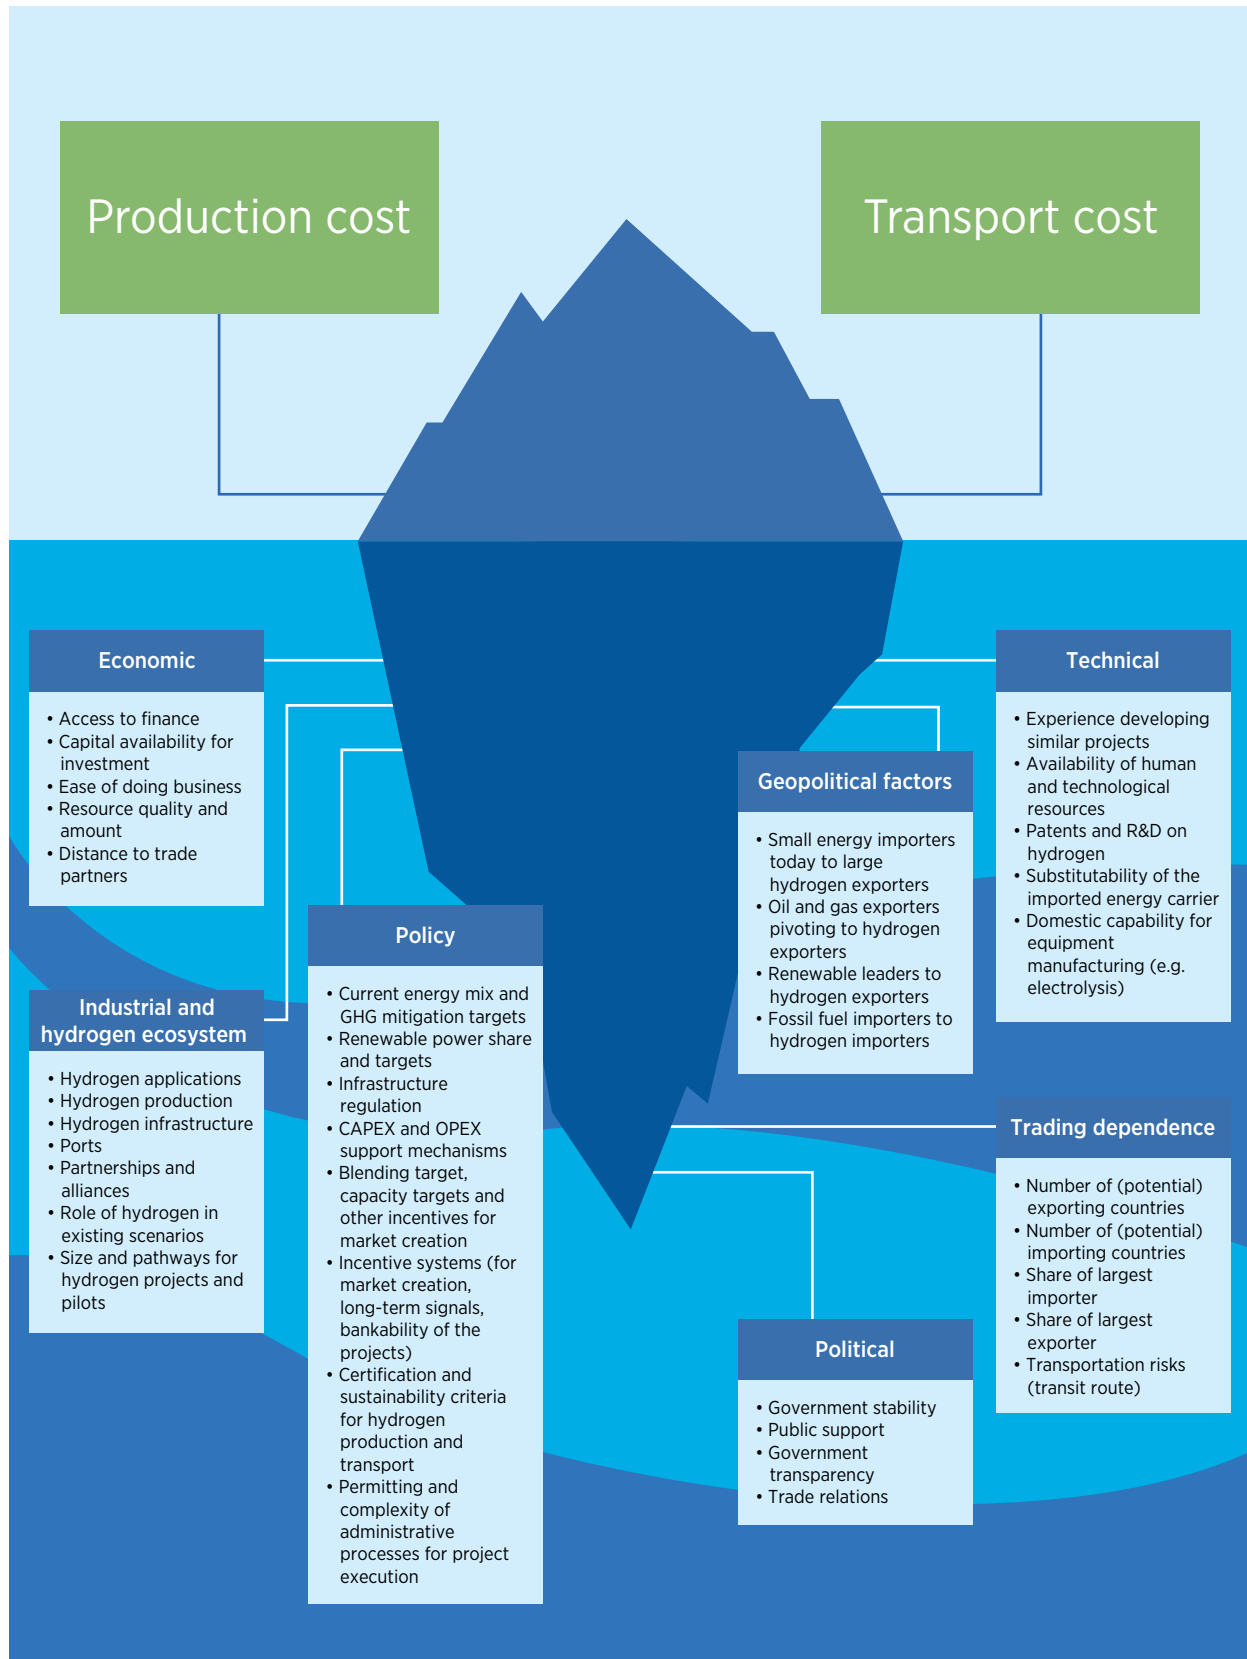 Production cost
Transport cost
Economic
• Access to finance
• Capital availability for
investment
• Ease of doing business
• Resource quality and
amount
• Distance to trade
partners
Industrial and
hydrogen ecosystem
• Hydrogen applications
• Hydrogen production
• Hydrogen infrastructure
• Ports
• Partnerships and
alliances
• Role of hydrogen in
existing scenarios
• Size and pathways for
hydrogen projects and
pilots
Policy
• Current energy mix and
GHG mitigation targets
• Renewable power share
and targets
• Infrastructure
regulation
• CAPEX and OPEX
support mechanisms
• Blending target,
capacity targets and
other incentives for
market creation
• Incentive systems (for
market creation,
long-term signals,
bankability of the
projects)
• Certification and
sustainability criteria
for hydrogen
production and
transport
• Permitting and
complexity of
administrative
processes for project
execution
Geopolitical factors
• Small energy importers
today to large
hydrogen exporters
• Oil and gas exporters
pivoting to hydrogen
exporters
• Renewable leaders to
hydrogen exporters
• Fossil fuel importers to
hydrogen importers
Technical
• Experience developing
similar projects
• Availability of human
and technological
resources
• Patents and R&D on
hydrogen
• Substitutability of the
imported energy carrier
• Domestic capability for
equipment
manufacturing (e.g.
electrolysis)
Trading dependence
• Number of (potential)
exporting countries
• Number of (potential)
importing countries
• Share of largest
importer
• Share of largest
exporter
• Transportation risks
(transit route)
Political
• Government stability
• Public support
• Government
transparency
• Trade relations